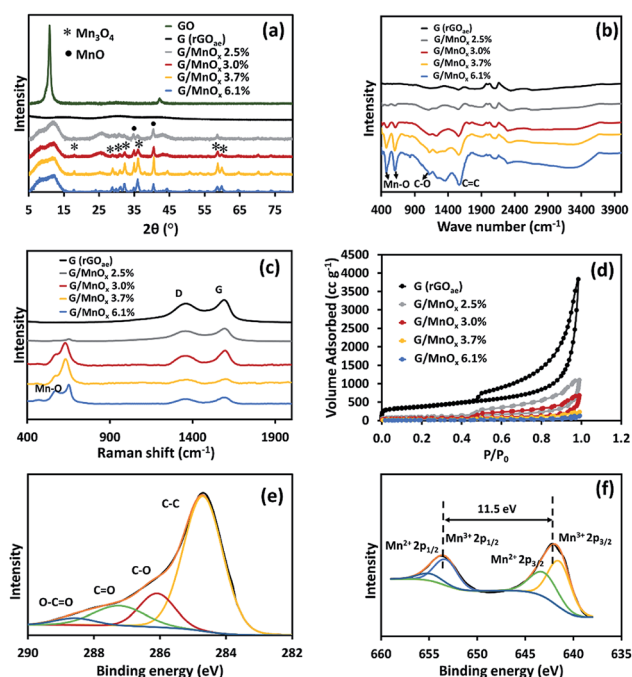 (a)
* Mn₃O₄
● MnO
GO
G (rGOₐₑ)
G/MnOₓ 2.5%
G/MnOₓ 3.0%
G/MnOₓ 3.7%
G/MnOₓ 6.1%
Intensity
5 15 25 35 45 55 65 75
2θ (°)
(b)
G (rGOₐₑ)
G/MnOₓ 2.5%
G/MnOₓ 3.0%
G/MnOₓ 3.7%
G/MnOₓ 6.1%
Intensity
Mn-O C-O C=C
400 900 1400 1900 2400 2900 3400 3900
Wave number (cm⁻¹)
(c)
G (rGOₐₑ)
G/MnOₓ 2.5%
G/MnOₓ 3.0%
G/MnOₓ 3.7%
G/MnOₓ 6.1%
D G
Mn-O
Intensity
400 900 1400 1900
Raman shift (cm⁻¹)
(d)
G (rGOₐₑ)
G/MnOₓ 2.5%
G/MnOₓ 3.0%
G/MnOₓ 3.7%
G/MnOₓ 6.1%
Volume Adsorbed (cc g⁻¹)
5000
4500
4000
3500
3000
2500
2000
1500
1000
500
0
0.0 0.2 0.4 0.6 0.8 1.0 1.2
P/P₀
(e)
C-C
C-O
C=O
O-C=O
Intensity
290 288 286 284 282
Binding energy (eV)
(f)
11.5 eV
Mn²⁺2p₁/₂
Mn³⁺2p₁/₂
Mn²⁺2p₃/₂
Mn³⁺2p₃/₂
Intensity
660 655 650 645 640 635
Binding energy (eV)